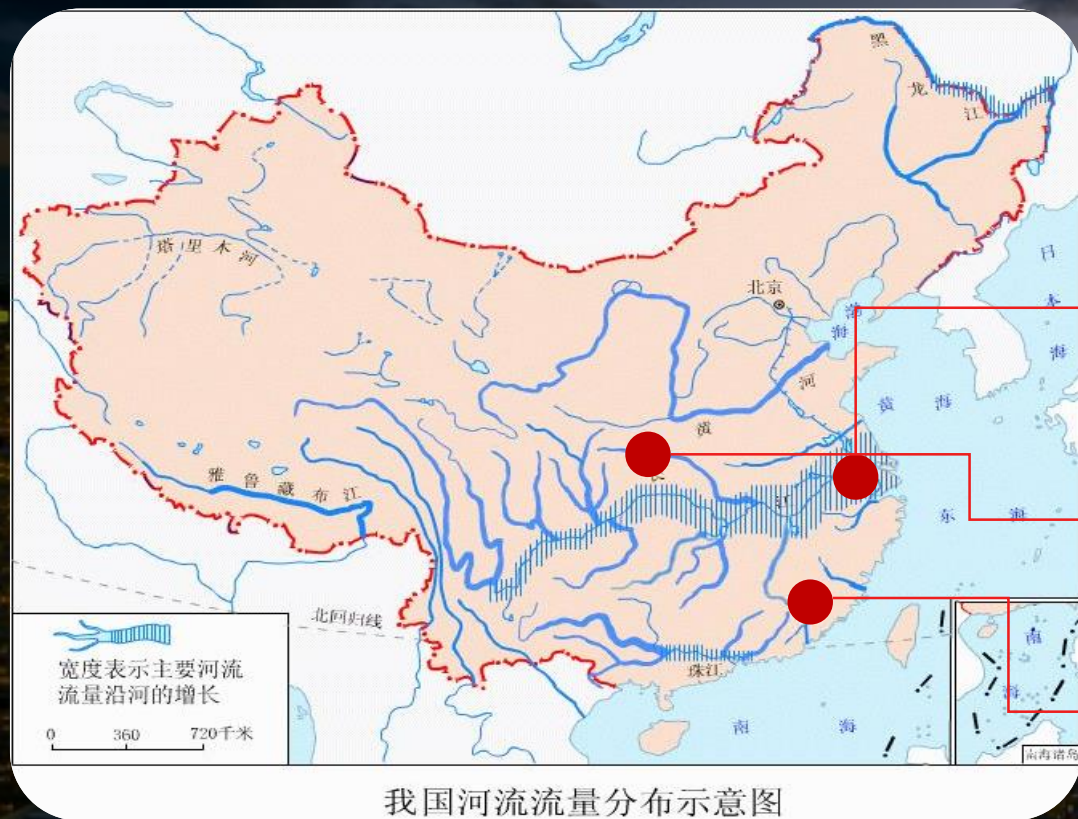 黑
龙
江
塔里木河
日
本
海
北京
渤
海
河
黄
海
黄
雅鲁藏布江
长
江
东
海
北回归线
珠江
南
海
南
海
南海诸岛
宽度表示主要河流
流量沿河的增长
0
360
720千米
我国河流流量分布示意图